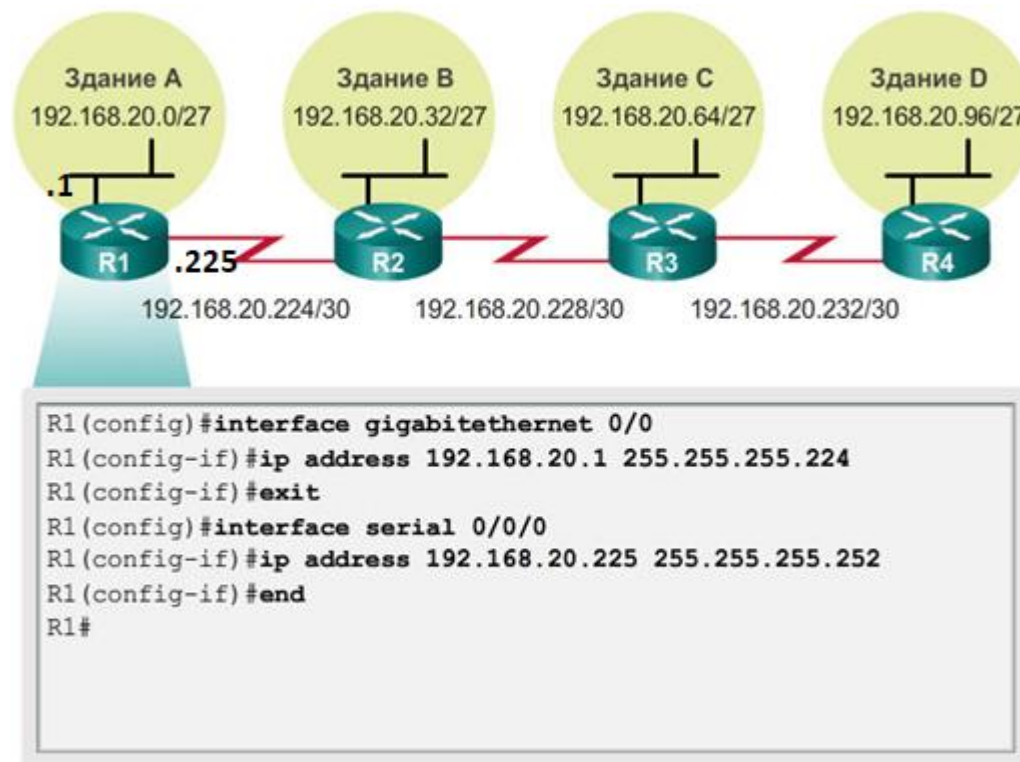 Здание A
192.168.20.0/27
Здание B
192.168.20.32/27
Здание C
192.168.20.64/27
Здание D
192.168.20.96/27
.1
R1
.225
R2
R3
R4
192.168.20.224/30
192.168.20.228/30
192.168.20.232/30
R1(config)#interface gigabitethernet 0/0
R1(config-if)#ip address 192.168.20.1 255.255.255.224
R1(config-if)#exit
R1(config)#interface serial 0/0/0
R1(config-if)#ip address 192.168.20.225 255.255.255.252
R1(config-if)#end
R1#